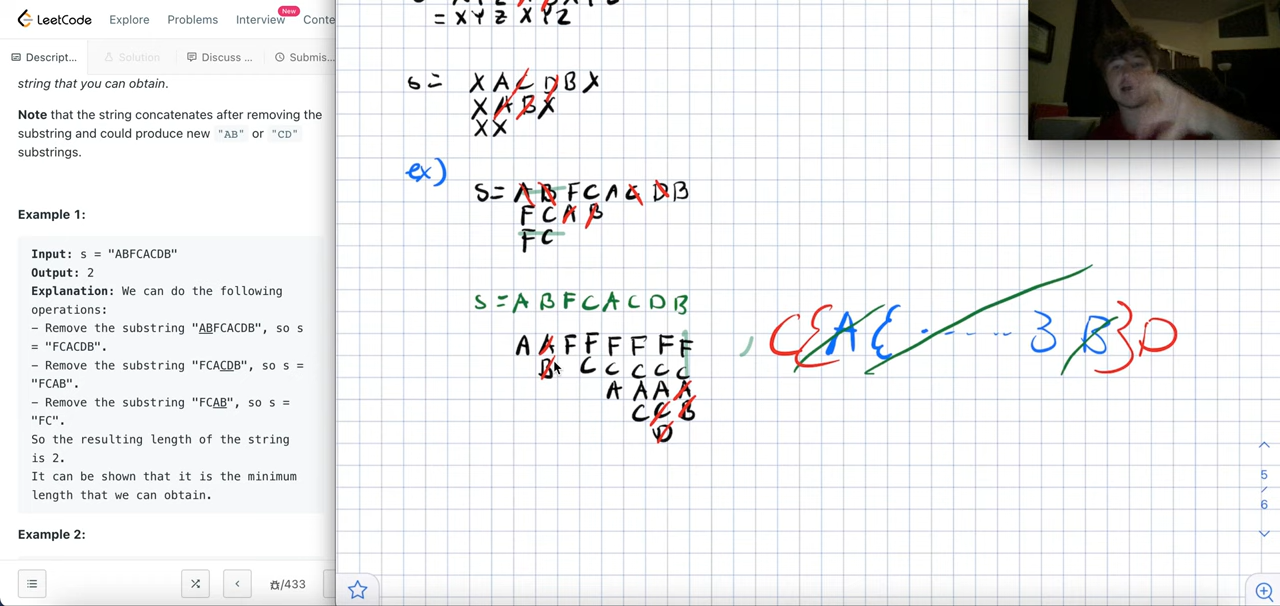 LeetCode
Explore
Problems
Interview
New
Conte
Descript...
Solution
Discuss ...
Submis...
string that you can obtain.
Note that the string concatenates after removing the
substring and could produce new "AB" or "CD"
substrings.
Example 1:
Input: s = "ABFCACDB"
Output: 2
Explanation: We can do the following
operations:
- Remove the substring "ABFCACDB", so s
= "FCACDB".
- Remove the substring "FCACDB", so s =
"FCAB".
- Remove the substring "FCAB", so s =
"FC".
So the resulting length of the string
is 2.
It can be shown that it is the minimum
length that we can obtain.
Example 2:
/433
= X Y Z X Y Z
s = X A C D B X
X A B X
X X
ex)
S = A B F C A C D B
F C A B
F C
S = A B F C A C D B
A A F F F F F F
B C C C C C
A A A A
C C B
D
, C { A { ----- } B } D
5
/
6